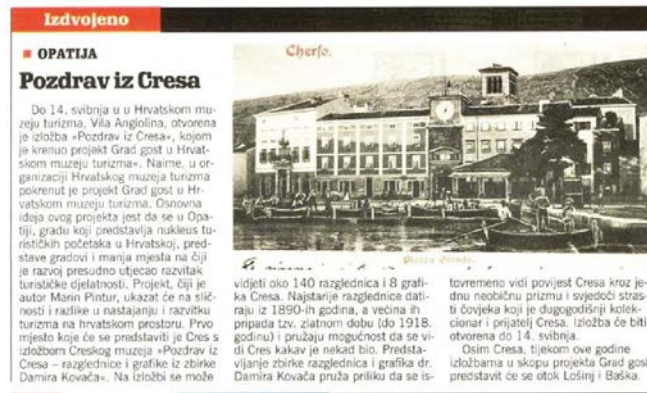 Izdvojeno
OPATIJA
Pozdrav iz Cresa
Do 14. svibnja u u Hrvatskom mu-
zeju turizma, Vila Angiolina, otvorena
je izložba »Pozdrav iz Cresa«, kojom
je krenuo projekt Grad gost u Hrvat-
skom muzeju turizma«. Naime, u or-
ganizaciji Hrvatskog muzeja turizma
pokrenut je projekt Grad gost u Hr-
vatskom muzeju turizma. Osnovna
ideja ovog projekta jest da se u Opa-
tiji, gradu koji predstavlja nukleus tu-
rističkih početaka u Hrvatskoj, pred-
stave gradovi i manja mjesta na čiji
je razvoj presudno utjecao razvitak
turističke djelatnosti. Projekt, čiji je
autor Marin Pintur, ukazat će na slič-
nosti i razlike u nastajanju i razvitku
turizma na hrvatskom prostoru. Prvo
mjesto koje će se predstaviti je Cres s
izložbom Creskog muzeja »Pozdrav iz
Cresa – razglednice i grafike iz zbirke
Damira Kovača«. Na izložbi se može
Cherso.
Piazza Grande.
vidjeti oko 140 razglednica i 8 grafi-
ka Cresa. Najstarije razglednice dati-
raju iz 1890-ih godina, a većina ih
pripada tzv. zlatnom dobu (do 1918.
godinu) i pružaju mogućnost da se vi-
di Cres kakav je nekad bio. Predsta-
vljanje zbirke razglednica i grafika dr.
Damira Kovača pruža priliku da se is-
tovremeno vidi povijest Cresa kroz je-
dnu neobičnu prizmu i svjedoči stras-
ti čovjeka koji je dugogodišnji kolek-
cionar i prijatelj Cresa. Izložba će biti
otvorena do 14. svibnja.
Osim Cresa, tijekom ove godine
izložbama u skopu projekta Grad gost
predstavit će se otok Lošinj i Baška.